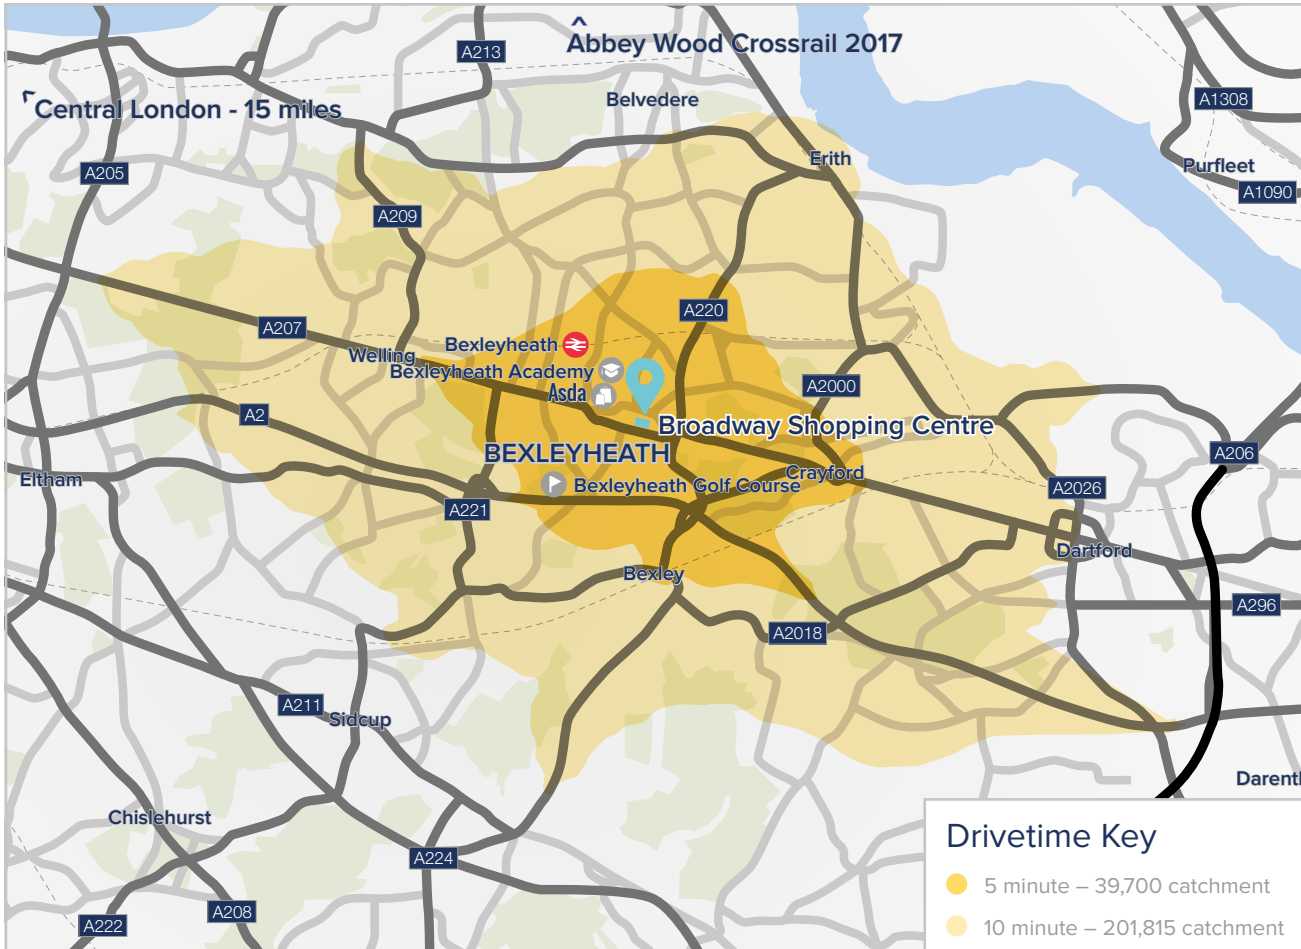 ^
Abbey Wood Crossrail 2017
A213
Belvedere
A1308
Central London - 15 miles
Erith
Purfleet
A205
A1090
A209
A220
A207
Bexleyheath
Welling
Bexleyheath Academy
A2000
Asda
A2
Broadway Shopping Centre
BEXLEYHEATH
A206
Crayford
Eltham
Bexleyheath Golf Course
A2026
A221
Dartford
Bexley
A296
A2018
A211
Sidcup
Darent
Chislehurst
A224
A208
A222
Drivetime Key
5 minute – 39,700 catchment
10 minute – 201,815 catchment